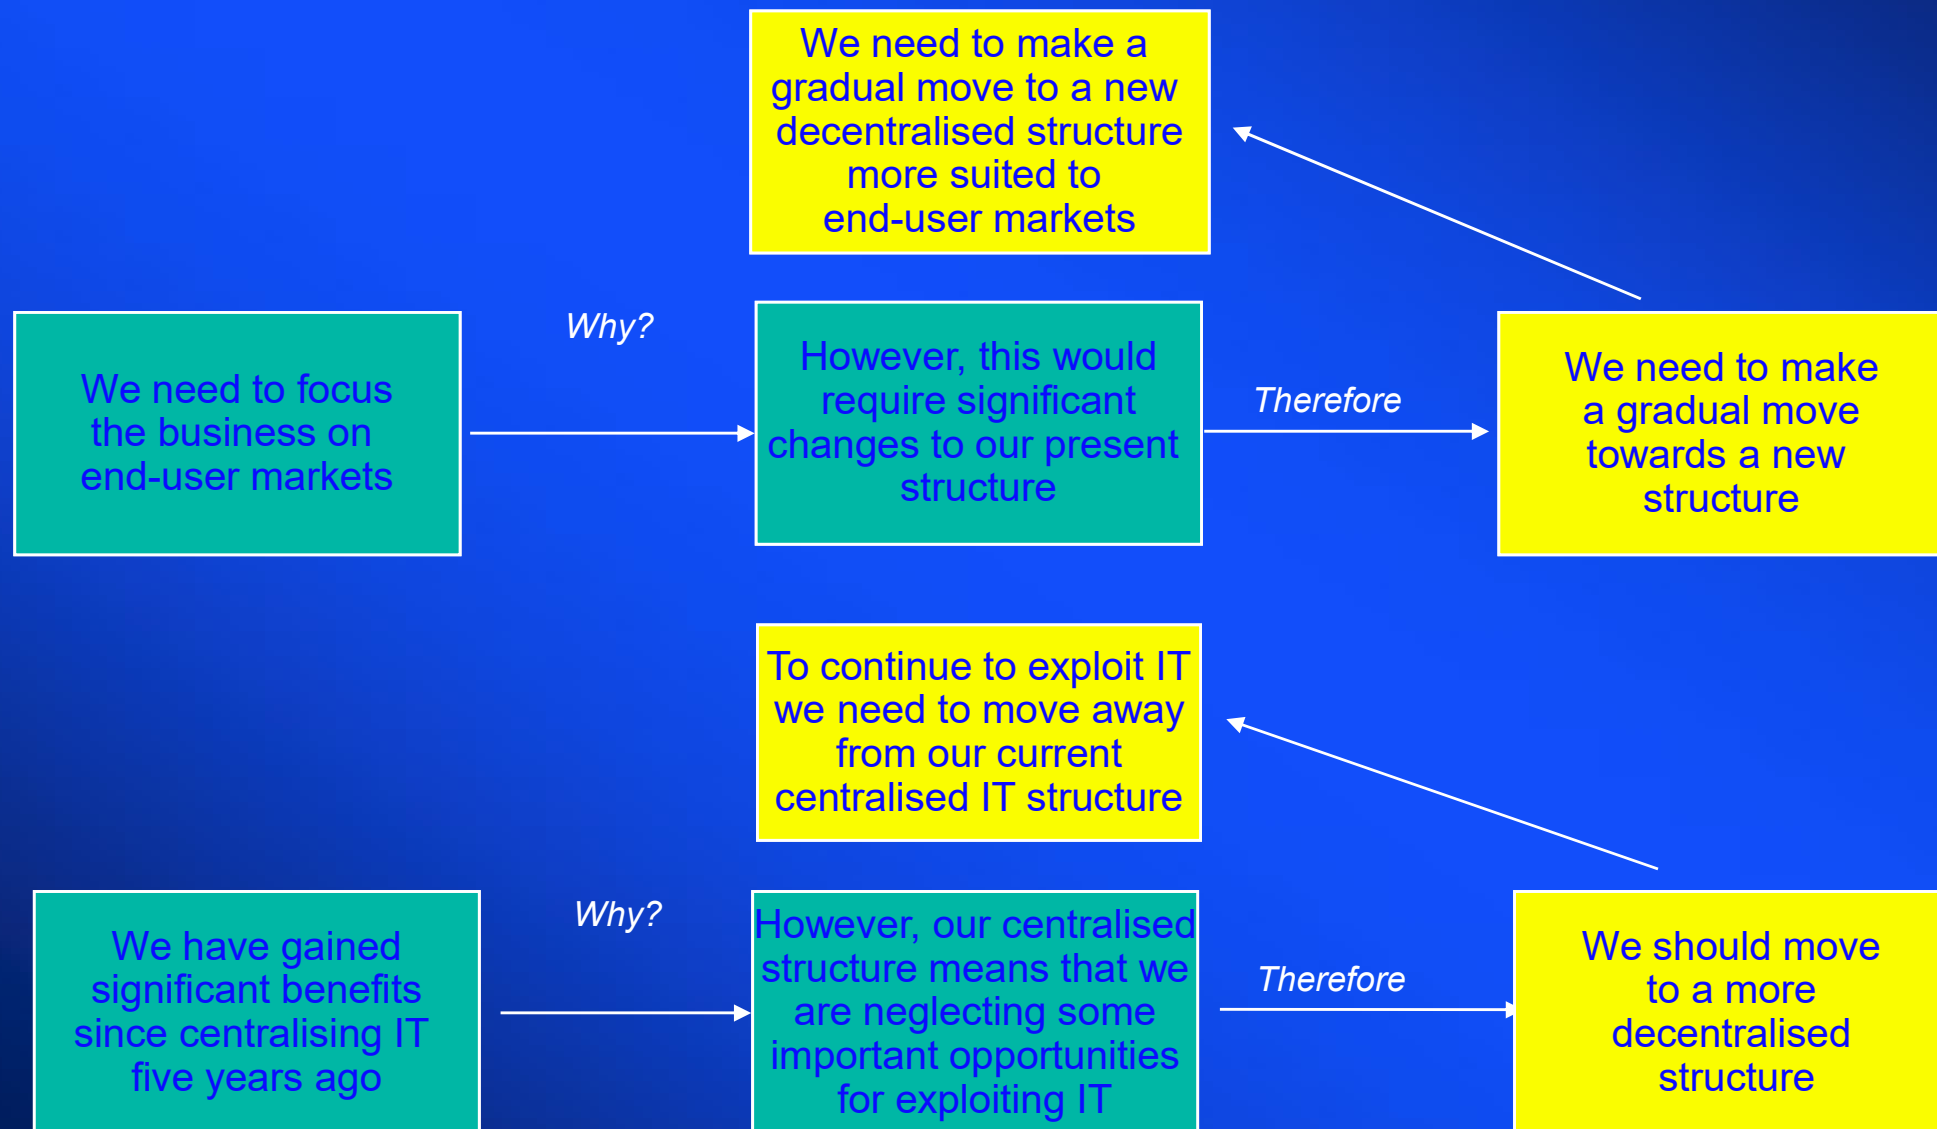 We need to make a
gradual move to a new
decentralised structure
more suited to
end-user markets
We need to focus
the business on
end-user markets
Why?
However, this would
require significant
changes to our present
structure
Therefore
We need to make
a gradual move
towards a new
structure
To continue to exploit IT
we need to move away
from our current
centralised IT structure
We have gained
significant benefits
since centralising IT
five years ago
Why?
However, our centralised
structure means that we
are neglecting some
important opportunities
for exploiting IT
Therefore
We should move
to a more
decentralised
structure